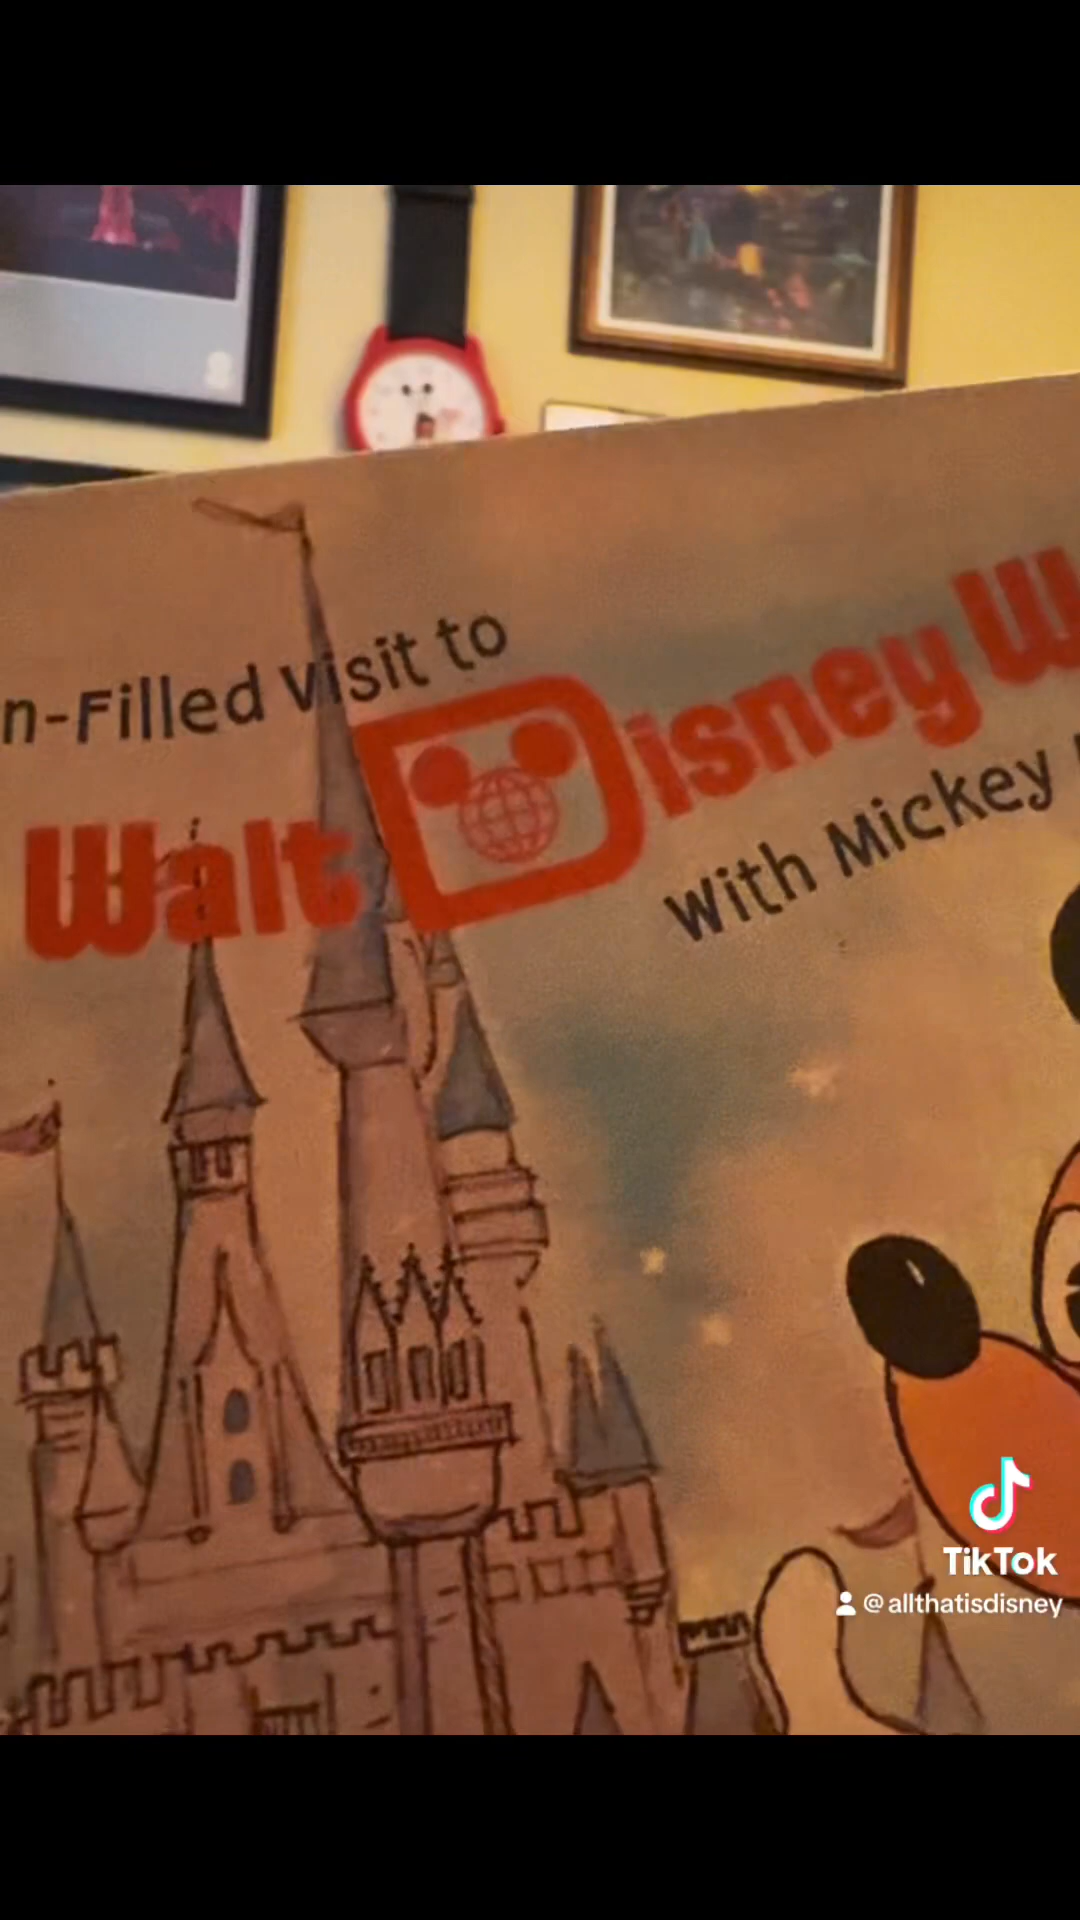 n-Filled Visit to
Walt Disney W
With Mickey
TikTok
@allthatisdisney